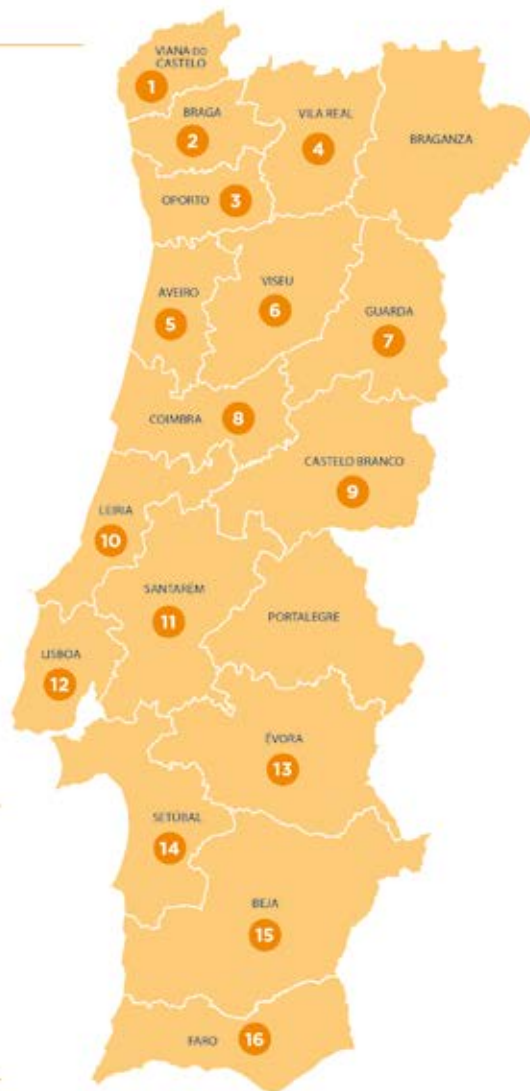 VIANA DO
CASTELO
1
BRAGA
2
VILA REAL
4
BRAGANZA
OPORTO
3
AVEIRO
5
VISEU
6
GUARDA
7
COIMBRA
8
CASTELO BRANCO
9
LEIRIA
10
SANTARÉM
11
PORTALEGRE
LISBOA
12
ÉVORA
13
SETÚBAL
14
BEJA
15
FARO
16